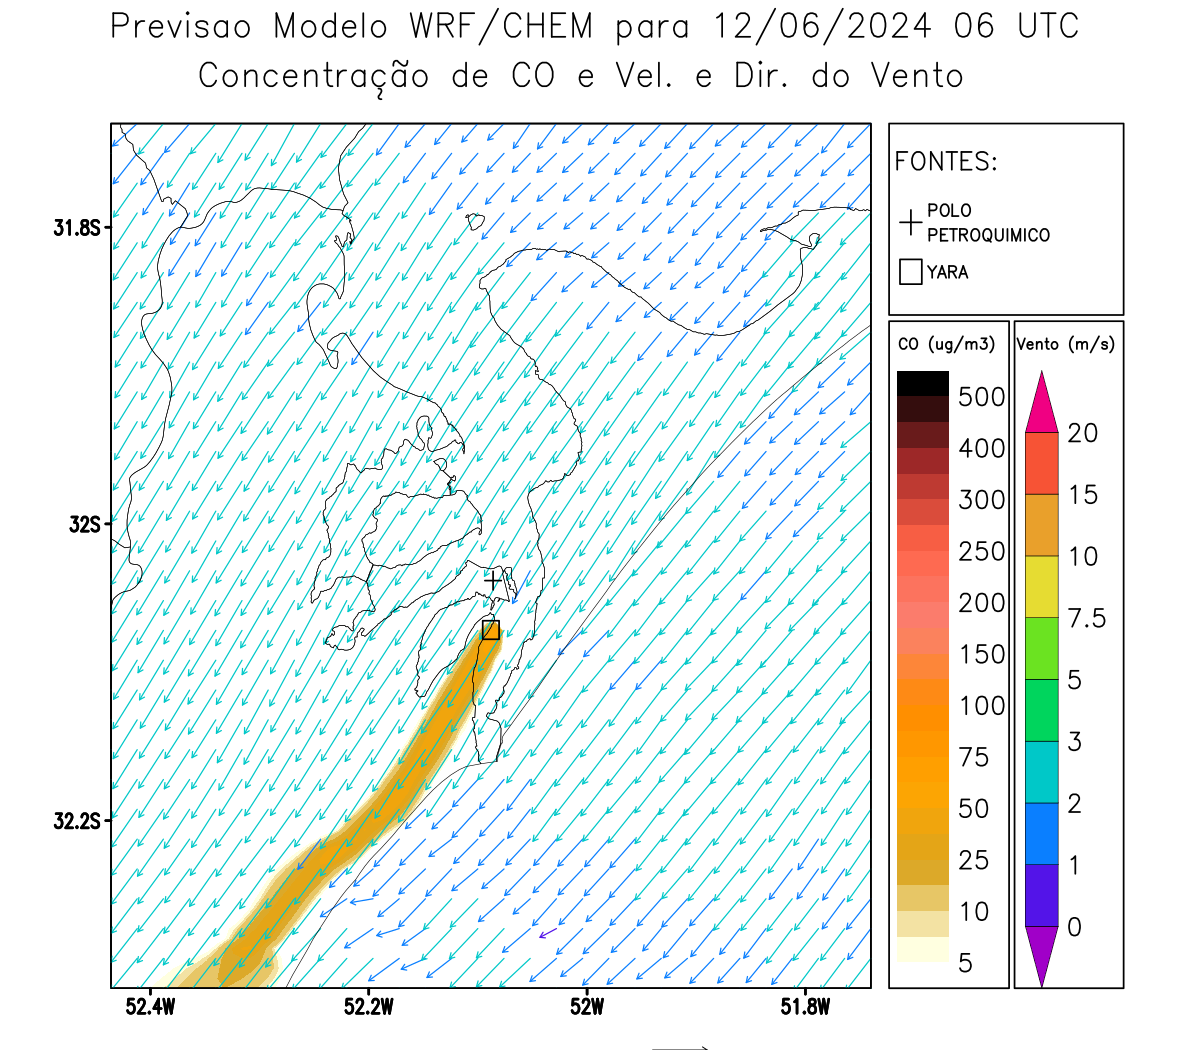 Previsao Modelo WRF/CHEM para 12/06/2024 06 UTC
Concentração de CO e Vel. e Dir. do Vento
FONTES:
POLO
PETROQUIMICO
YARA
CO (ug/m3)
500
400
300
250
200
150
100
75
50
25
10
5
Vento (m/s)
20
15
10
7.5
5
3
2
1
0
31.8S
32S
32.2S
52.4W
52.2W
52W
51.8W